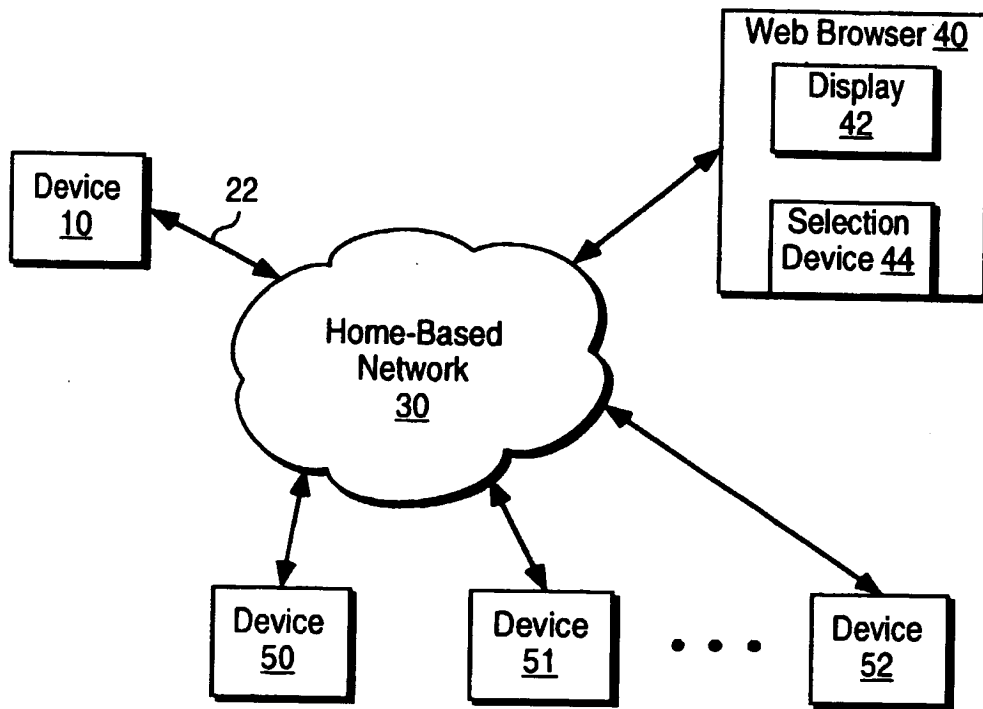 Web Browser 40
Display
42
Selection
Device 44
Device
10
22
Home-Based
Network
30
Device
50
Device
51
• • •
Device
52